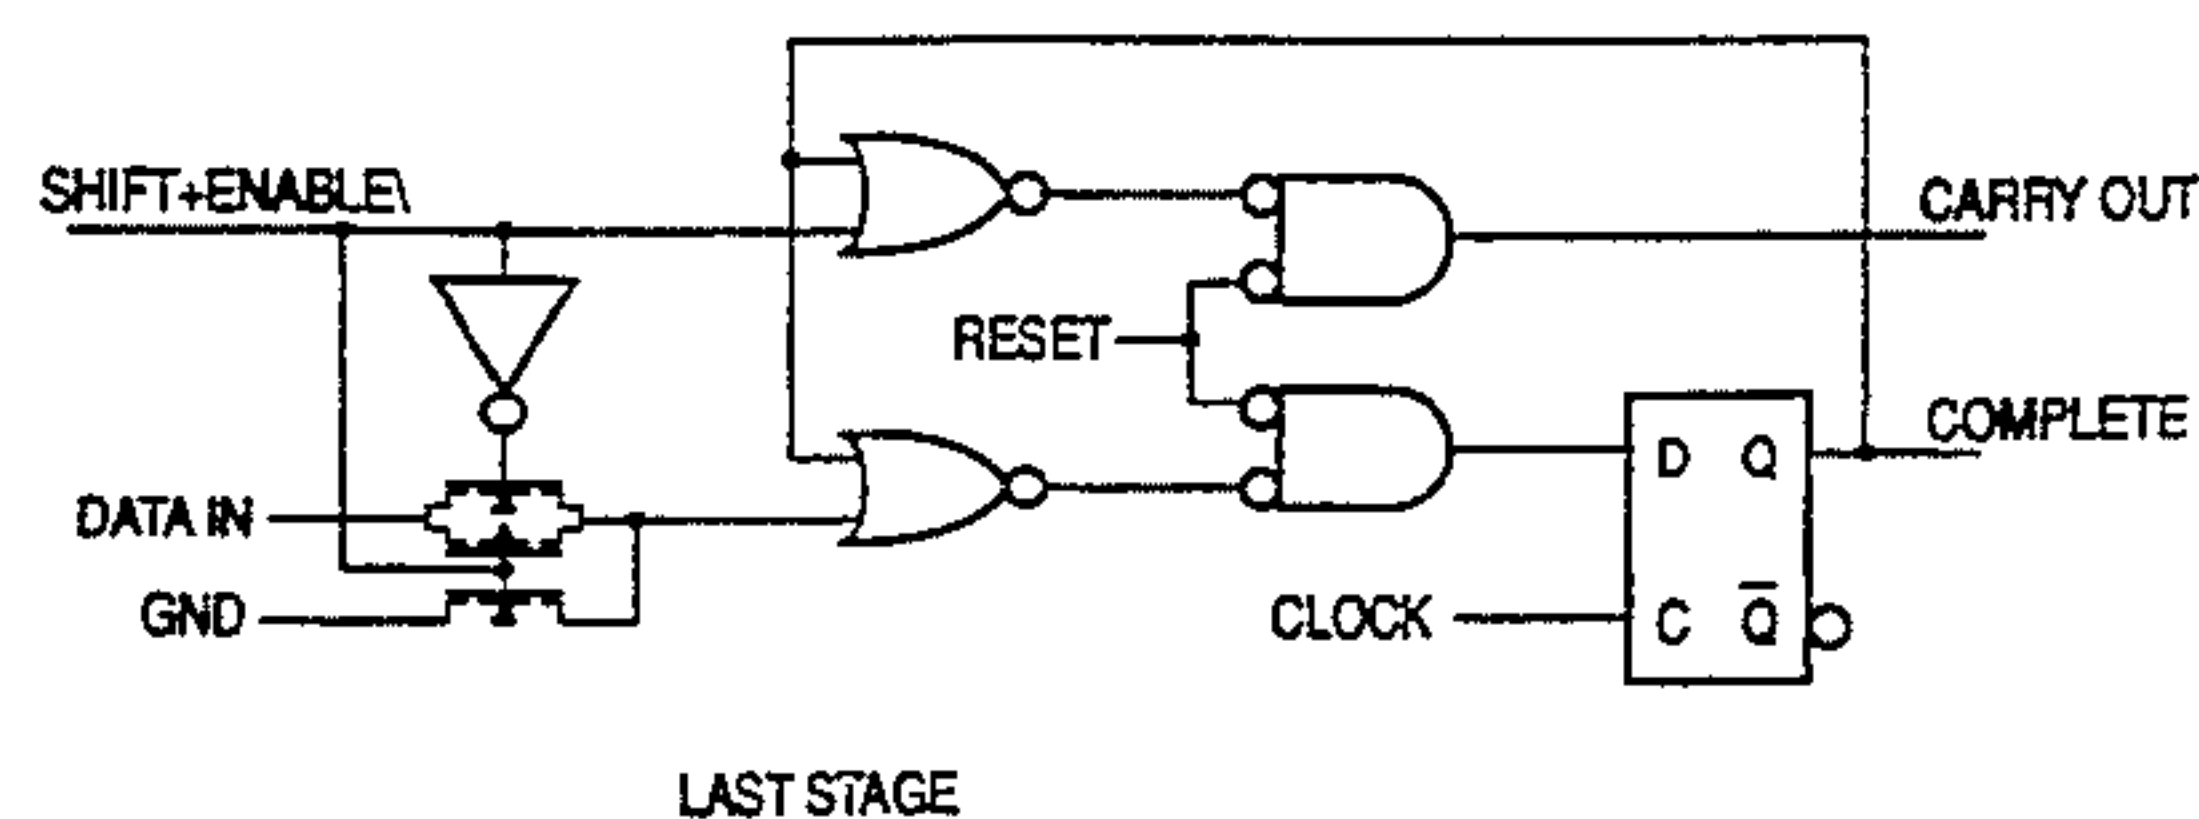 SHIFT+ENABLE\
CARRY OUT
RESET
COMPLETE
D Q
DATA IN
GND
CLOCK
C Q̅
LAST STAGE